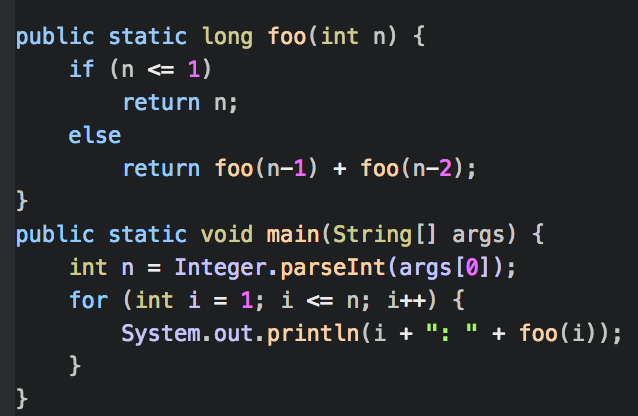 public static long foo(int n) {
    if (n <= 1)
        return n;
    else
        return foo(n-1) + foo(n-2);
}
public static void main(String[] args) {
    int n = Integer.parseInt(args[0]);
    for (int i = 1; i <= n; i++) {
        System.out.println(i + ": " + foo(i));
    }
}